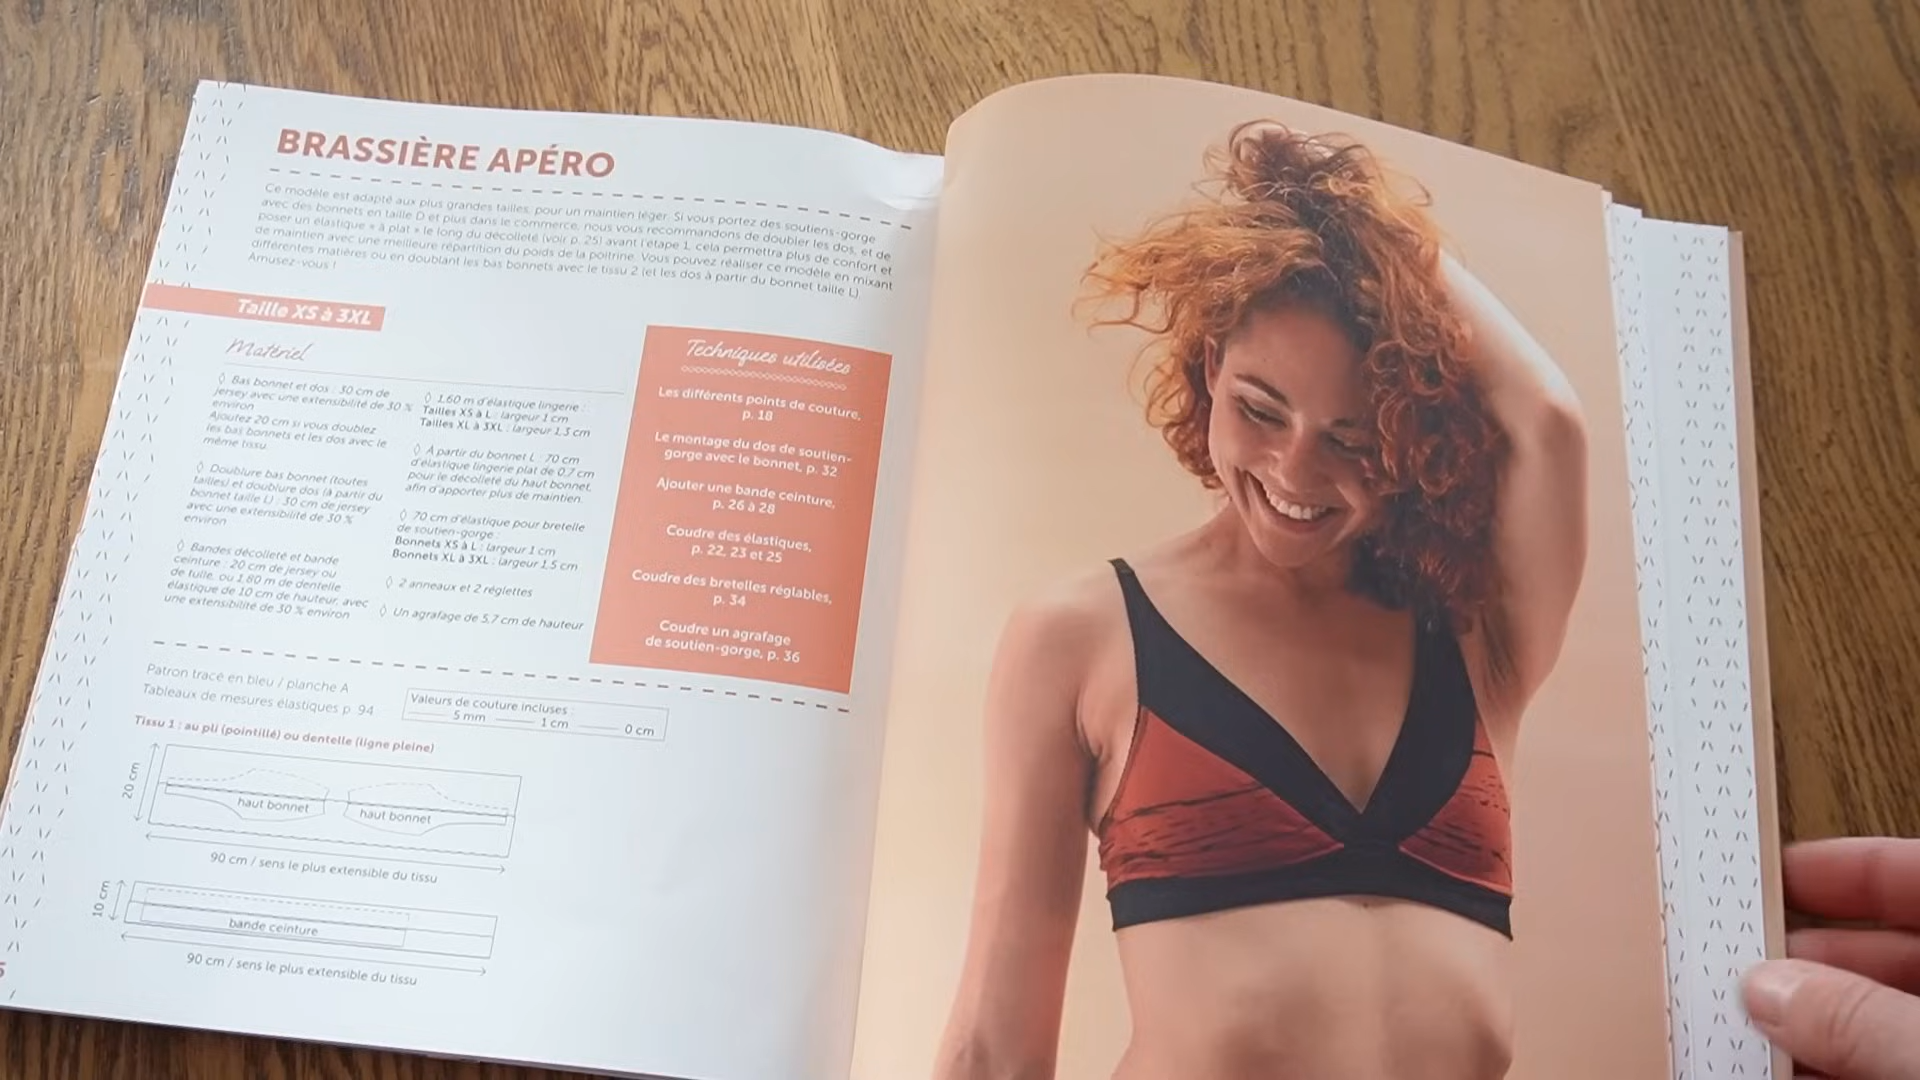 BRASSIÈRE APÉRO
Ce modèle est adapté aux plus grandes tailles, pour un maintien léger. Si vous portez des soutiens-gorge
avec des bonnets en taille D et plus dans le commerce, nous vous recommandons de doubler les dos, et de
poser un élastique « à plat » le long du décolleté (voir p. 25) avant l'étape 1, cela permettra plus de confort et
de maintien avec une meilleure répartition du poids de la poitrine. Vous pouvez réaliser ce modèle en mixant
différentes matières ou en doublant les bas bonnets avec le tissu 2 (et les dos à partir du bonnet taille L).
Amusez-vous !
Taille XS à 3XL
Matériel
◊ Bas bonnet et dos : 30 cm de
jersey avec une extensibilité de 30 %
environ
Ajoutez 20 cm si vous doublez
les bas bonnets et les dos avec le
même tissu.
◊ Doublure bas bonnet (toutes
tailles) et doublure dos (à partir du
bonnet taille L) : 30 cm de jersey
avec une extensibilité de 30 %
environ
◊ Bandes décolleté et bande
ceinture : 20 cm de jersey ou
de tulle, ou 1,80 m de dentelle
élastique de 10 cm de hauteur, avec
une extensibilité de 30 % environ
◊ 1,60 m d'élastique lingerie :
Tailles XS à L : largeur 1 cm
Tailles XL à 3XL : largeur 1,3 cm
◊ À partir du bonnet L : 70 cm
d'élastique lingerie plat de 0,7 cm
pour le décolleté du haut bonnet,
afin d'apporter plus de maintien.
◊ 70 cm d'élastique pour bretelle
de soutien-gorge :
Bonnets XS à L : largeur 1 cm
Bonnets XL à 3XL : largeur 1,5 cm
◊ 2 anneaux et 2 réglettes
◊ Un agrafage de 5,7 cm de hauteur
Techniques utilisées
Les différents points de couture,
p. 18
Le montage du dos de soutien-
gorge avec le bonnet, p. 32
Ajouter une bande ceinture,
p. 26 à 28
Coudre des élastiques,
p. 22, 23 et 25
Coudre des bretelles réglables,
p. 34
Coudre un agrafage
de soutien-gorge, p. 36
Patron tracé en bleu / planche A
Tableaux de mesures élastiques p. 94
Valeurs de couture incluses :
5 mm 1 cm 0 cm
Tissu 1 : au pli (pointillé) ou dentelle (ligne pleine)
20 cm
haut bonnet haut bonnet
90 cm / sens le plus extensible du tissu
10 cm
bande ceinture
90 cm / sens le plus extensible du tissu